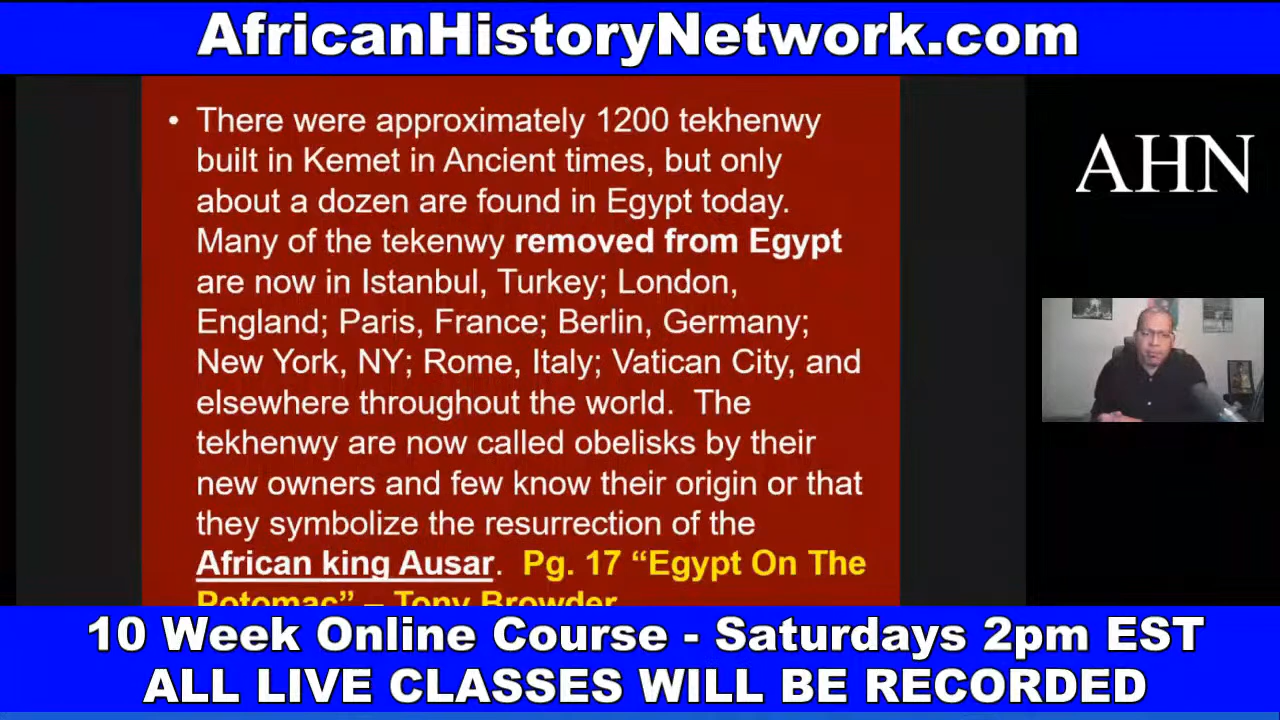 AfricanHistoryNetwork.com
• There were approximately 1200 tekhenwy
built in Kemet in Ancient times, but only
about a dozen are found in Egypt today.
Many of the tekenwy removed from Egypt
are now in Istanbul, Turkey; London,
England; Paris, France; Berlin, Germany;
New York, NY; Rome, Italy; Vatican City, and
elsewhere throughout the world. The
tekhenwy are now called obelisks by their
new owners and few know their origin or that
they symbolize the resurrection of the
African king Ausar. Pg. 17 “Egypt On The
Potomac” – Tony Browder
AHN
10 Week Online Course - Saturdays 2pm EST
ALL LIVE CLASSES WILL BE RECORDED